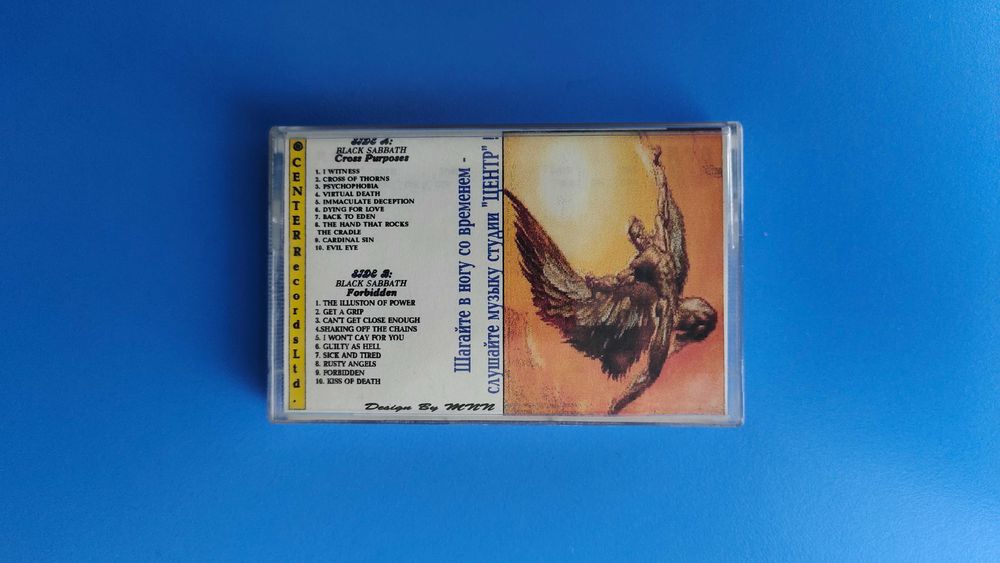 © CENTER Records Ltd.
SIDE A:
BLACK SABBATH
Cross Purposes
1. I WITNESS
2. CROSS OF THORNS
3. PSYCHOPHOBIA
4. VIRTUAL DEATH
5. IMMACULATE DECEPTION
6. DYING FOR LOVE
7. BACK TO EDEN
8. THE HAND THAT ROCKS
THE CRADLE
9. CARDINAL SIN
10. EVIL EYE
SIDE B:
BLACK SABBATH
Forbidden
1. THE ILLUSTON OF POWER
2. GET A GRIP
3. CAN'T GET CLOSE ENOUGH
4.SHAKING OFF THE CHAINS
5. I WON'T CAY FOR YOU
6. GUILTY AS HELL
7. SICK AND TIRED
8. RUSTY ANGELS
9. FORBIDDEN
10. KISS OF DEATH
Design By MNN
Шагайте в ногу со временем -
слушайте музыку студии "ЦЕНТР"!